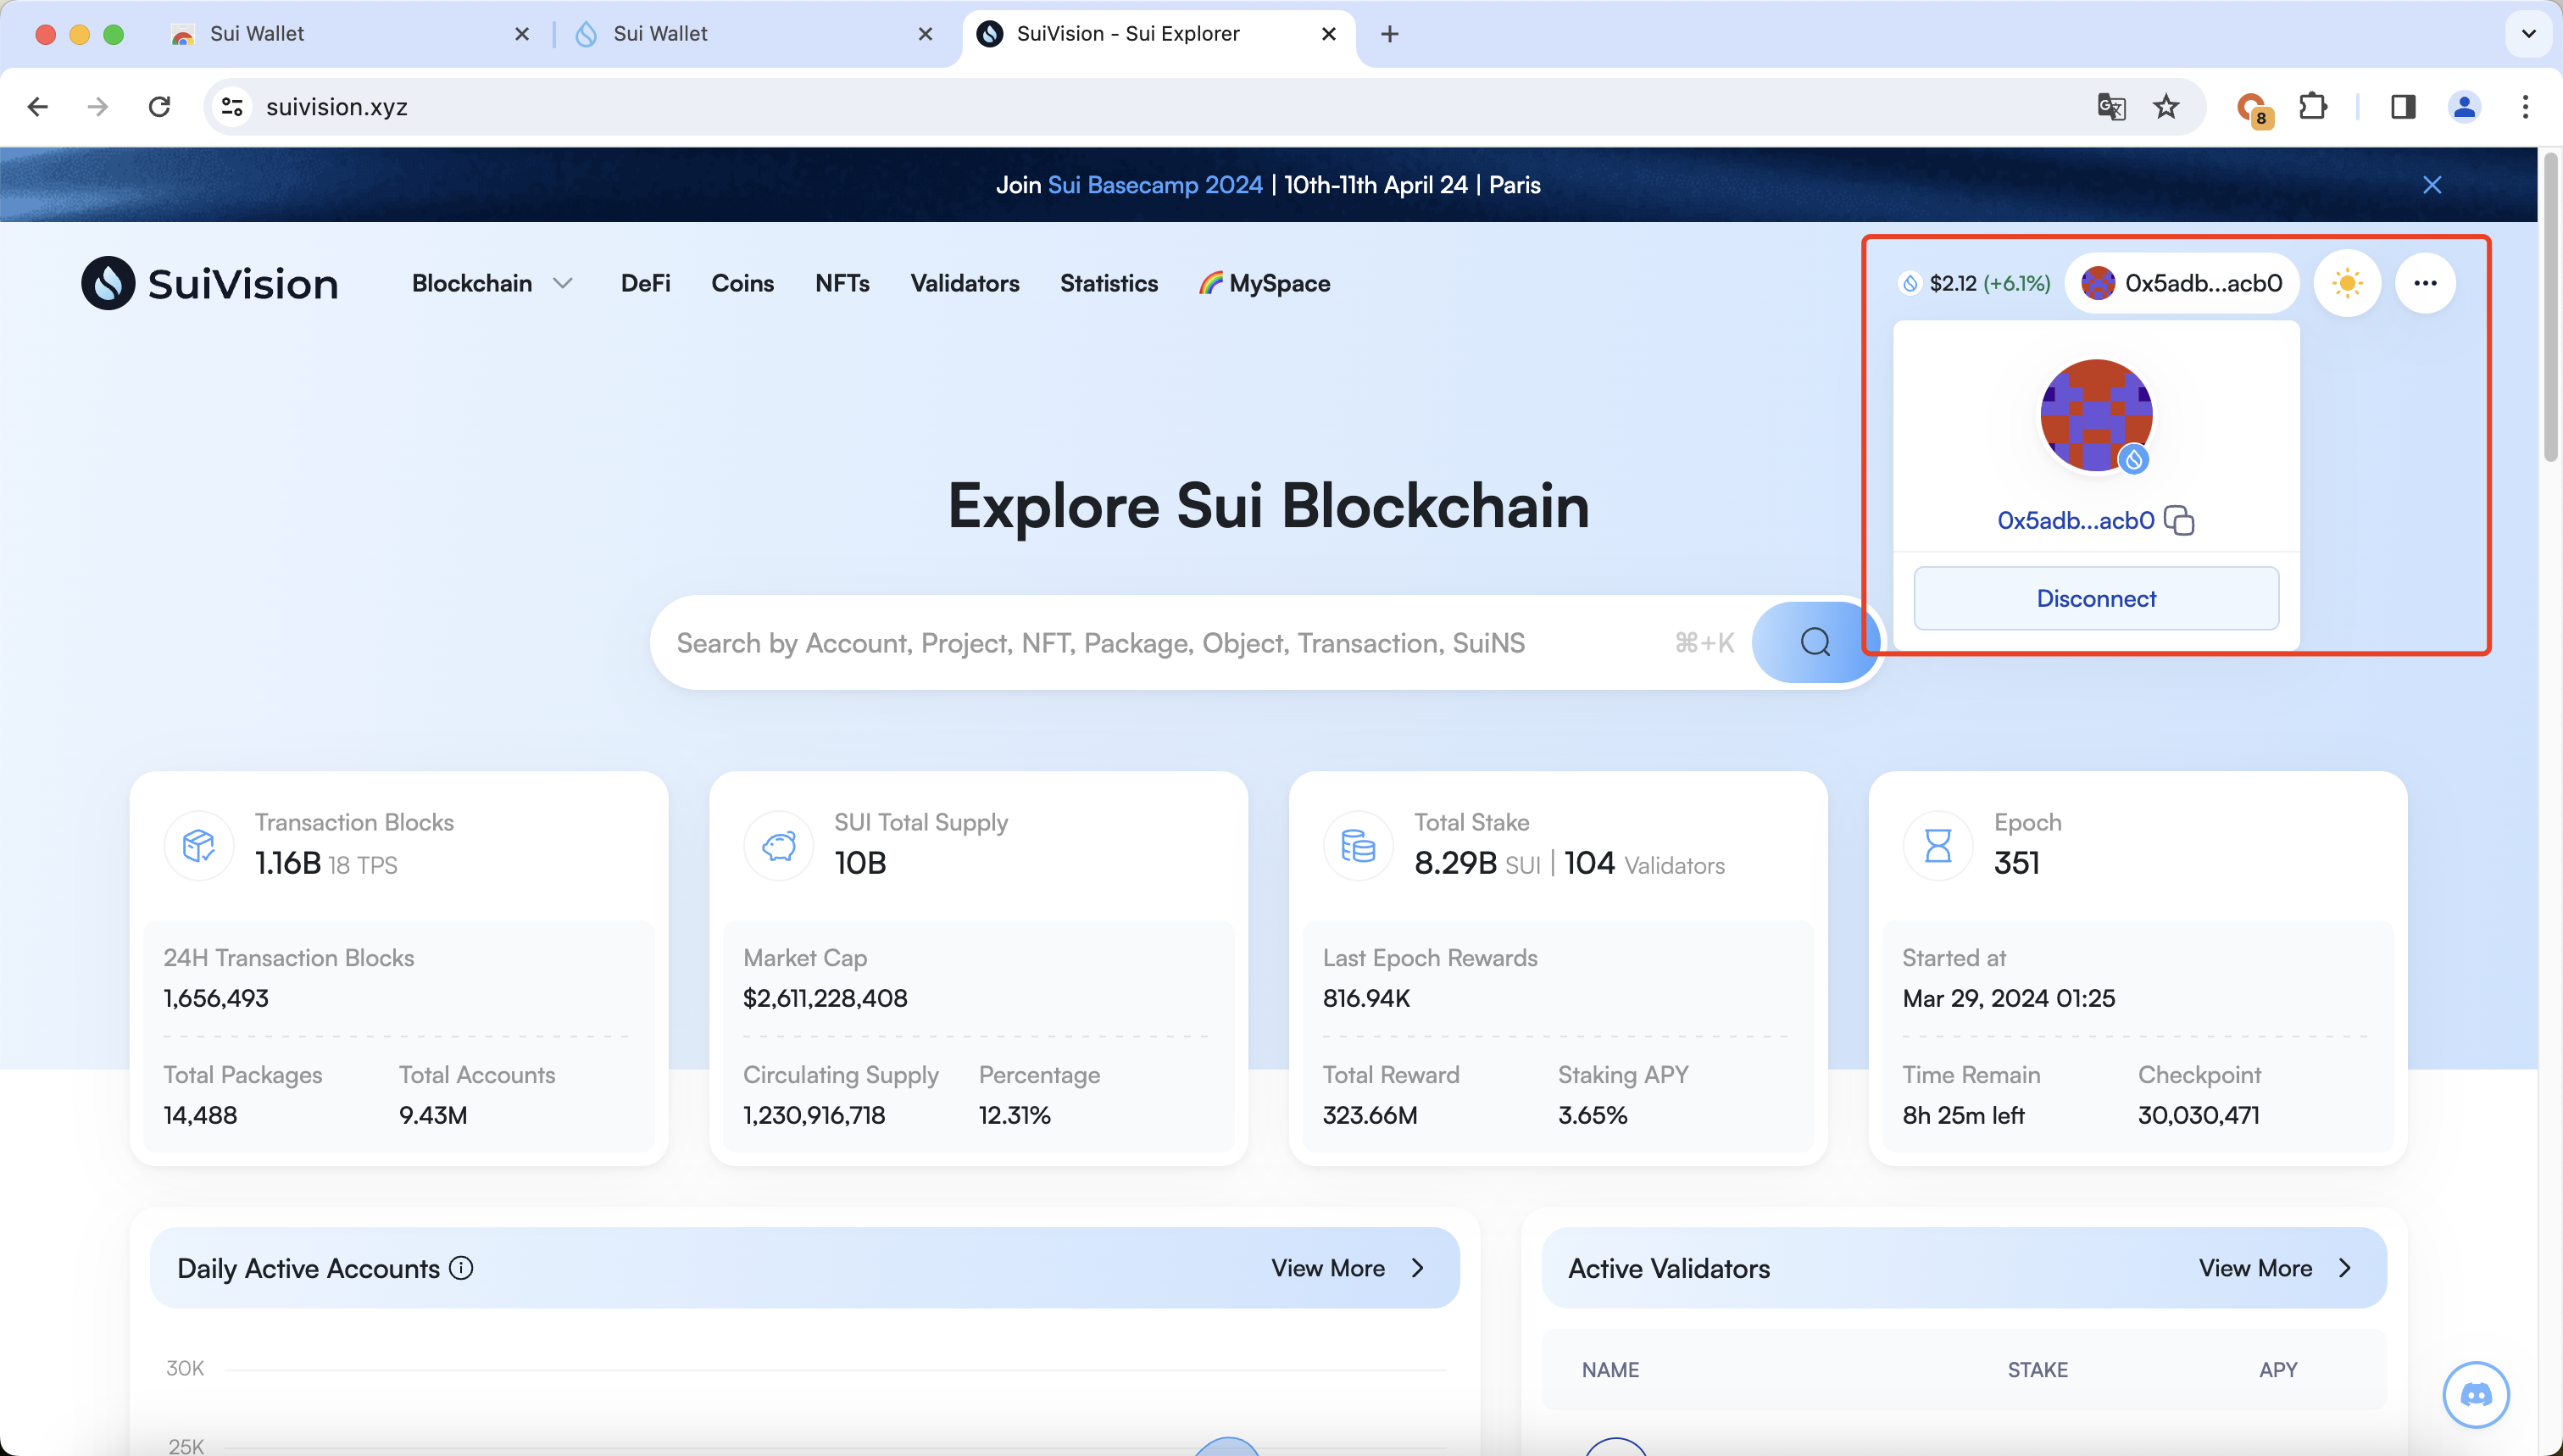 Sui Wallet
Sui Wallet
SuiVision - Sui Explorer
suivision.xyz
8
Join Sui Basecamp 2024 | 10th-11th April 24 | Paris
SuiVision
Blockchain
DeFi
Coins
NFTs
Validators
Statistics
MySpace
$2.12 (+6.1%)
0x5adb...acb0
0x5adb...acb0
Disconnect
Explore Sui Blockchain
Search by Account, Project, NFT, Package, Object, Transaction, SuiNS
⌘+K
Transaction Blocks
1.16B 18 TPS
24H Transaction Blocks
1,656,493
Total Packages
Total Accounts
14,488
9.43M
SUI Total Supply
10B
Market Cap
$2,611,228,408
Circulating Supply
Percentage
1,230,916,718
12.31%
Total Stake
8.29B SUI | 104 Validators
Last Epoch Rewards
816.94K
Total Reward
Staking APY
323.66M
3.65%
Epoch
351
Started at
Mar 29, 2024 01:25
Time Remain
Checkpoint
8h 25m left
30,030,471
Daily Active Accounts
View More
30K
25K
Active Validators
View More
NAME
STAKE
APY